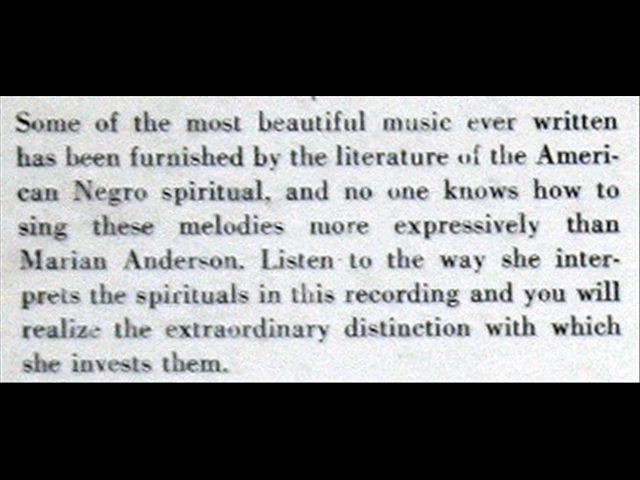 Some of the most beautiful music ever written
has been furnished by the literature of the Ameri-
can Negro spiritual, and no one knows how to
sing these melodies more expressively than
Marian Anderson. Listen to the way she inter-
prets the spirituals in this recording and you will
realize the extraordinary distinction with which
she invests them.